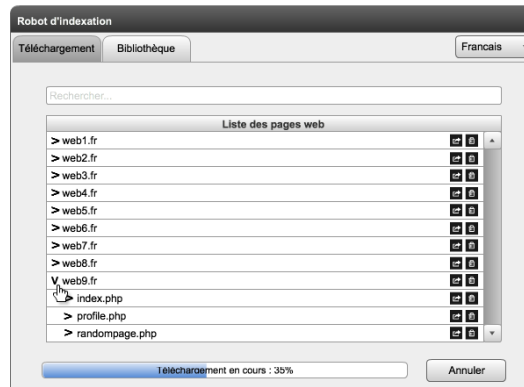 Robot d'indexation
Téléchargement Bibliothèque Francais
Rechercher...
Liste des pages web
> web1.fr
> web2.fr
> web3.fr
> web4.fr
> web5.fr
> web6.fr
> web7.fr
> web8.fr
V web9.fr
> index.php
> profile.php
> randompage.php
Téléchargement en cours : 35%
Annuler